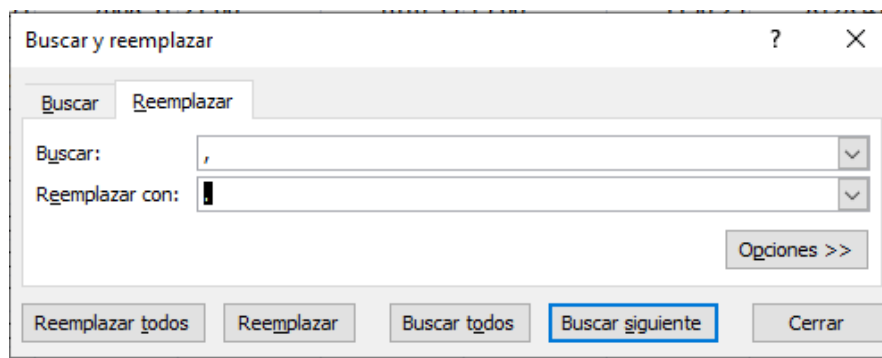 Buscar y reemplazar ? ×
Buscar Reemplazar
Buscar: ,
Reemplazar con: .
Opciones >>
Reemplazar todos Reemplazar Buscar todos Buscar siguiente Cerrar